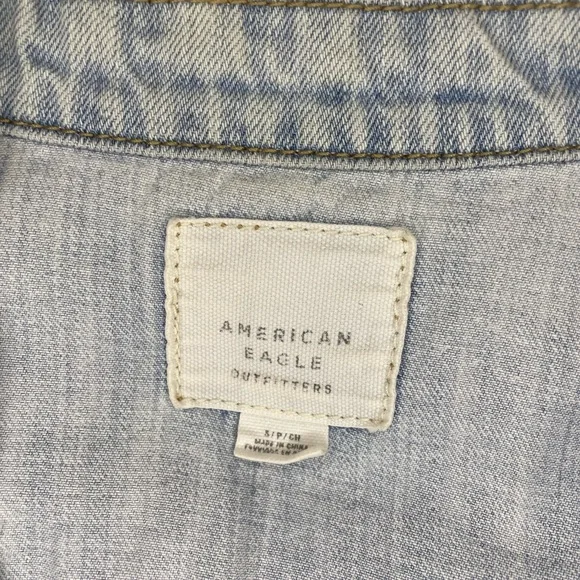 AMERICAN
EAGLE
OUTFITTERS
S/P/CH
MADE IN CHINA